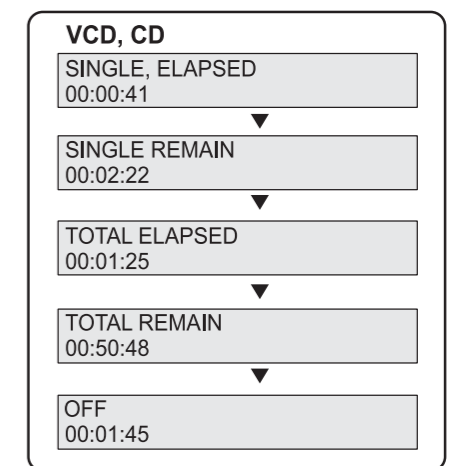 VCD, CD
SINGLE, ELAPSED
00:00:41
SINGLE REMAIN
00:02:22
TOTAL ELAPSED
00:01:25
TOTAL REMAIN
00:50:48
OFF
00:01:45